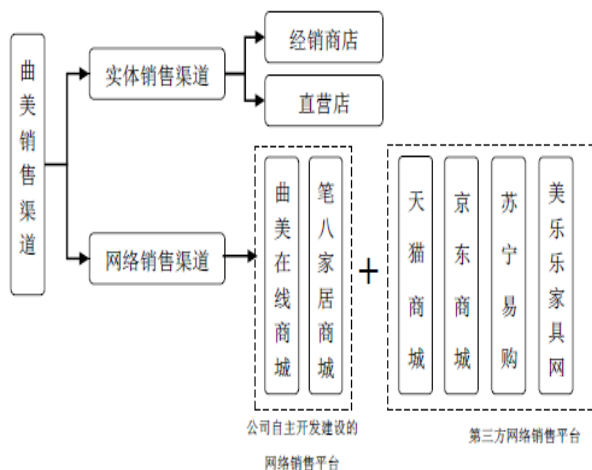 曲美销售渠道
实体销售渠道
经销商店
直营店
网络销售渠道
曲美在线商城
笔八家居商城
+
天猫商城
京东商城
苏宁易购
美乐乐家具网
公司自主开发建设的
网络销售平台
第三方网络销售平台